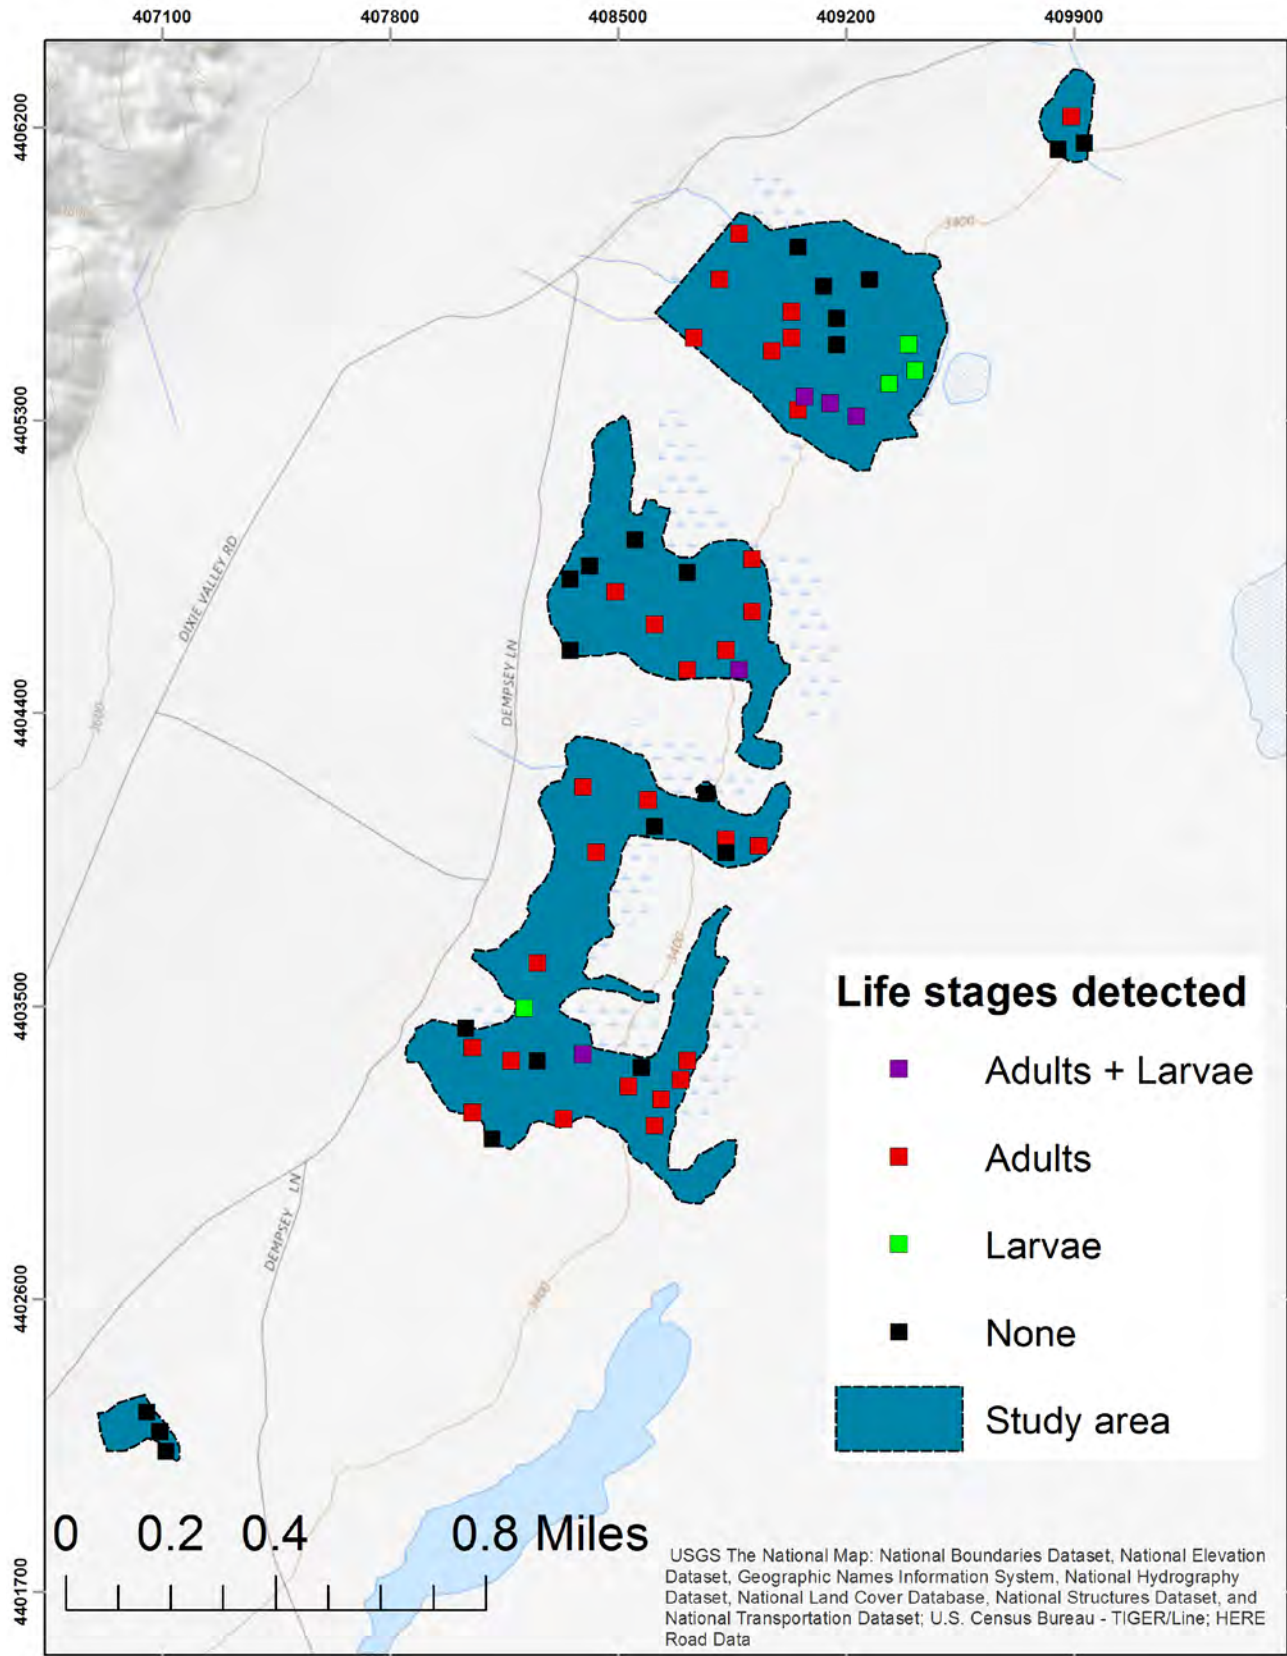 407100 407800 408500 409200 409900
4406200
3400
4405300
DIXIE VALLEY RD
DEMPSEY LN
4404400
3600
3400
4403500
Life stages detected
Adults + Larvae
Adults
Larvae
None
Study area
DEMPSEY LN
4402600
3400
0 0.2 0.4 0.8 Miles
4401700
USGS The National Map: National Boundaries Dataset, National Elevation
Dataset, Geographic Names Information System, National Hydrography
Dataset, National Land Cover Database, National Structures Dataset, and
National Transportation Dataset; U.S. Census Bureau - TIGER/Line; HERE
Road Data